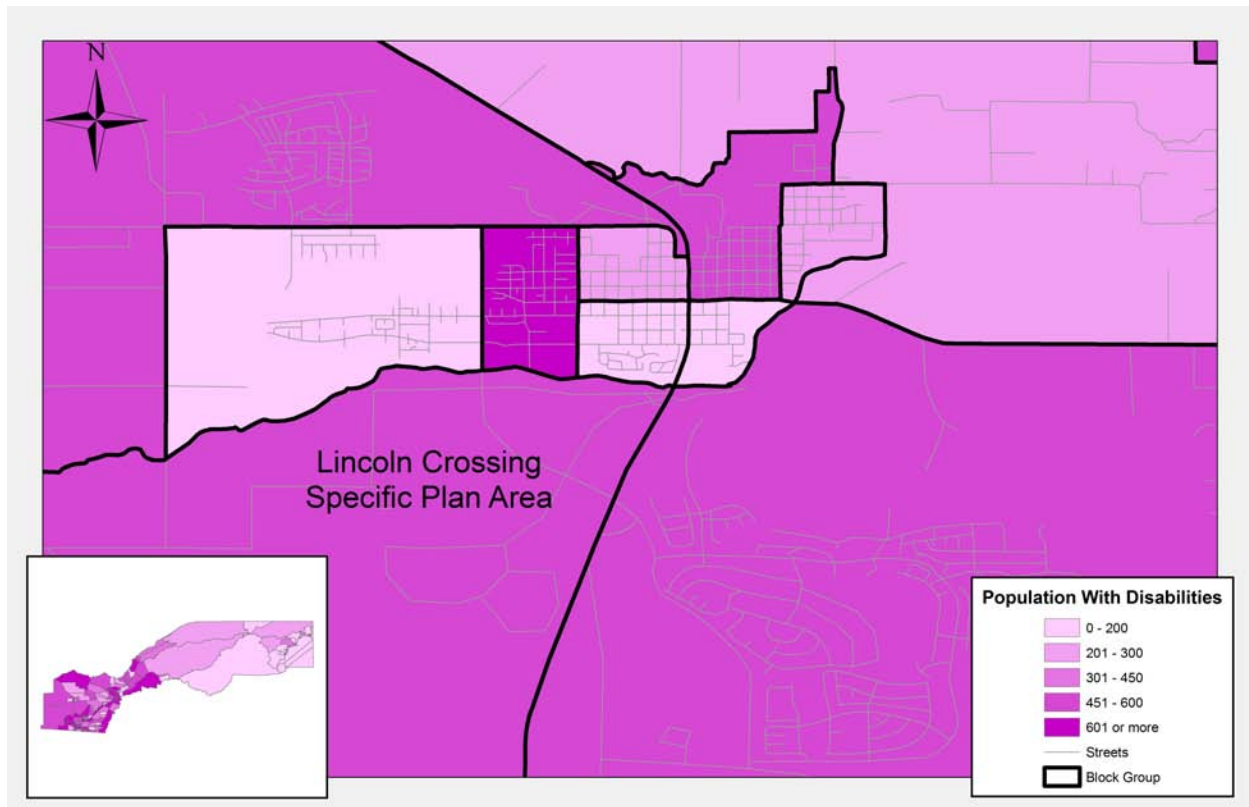 N
Lincoln Crossing
Specific Plan Area
Population With Disabilities
0 - 200
201 - 300
301 - 450
451 - 600
601 or more
Streets
Block Group